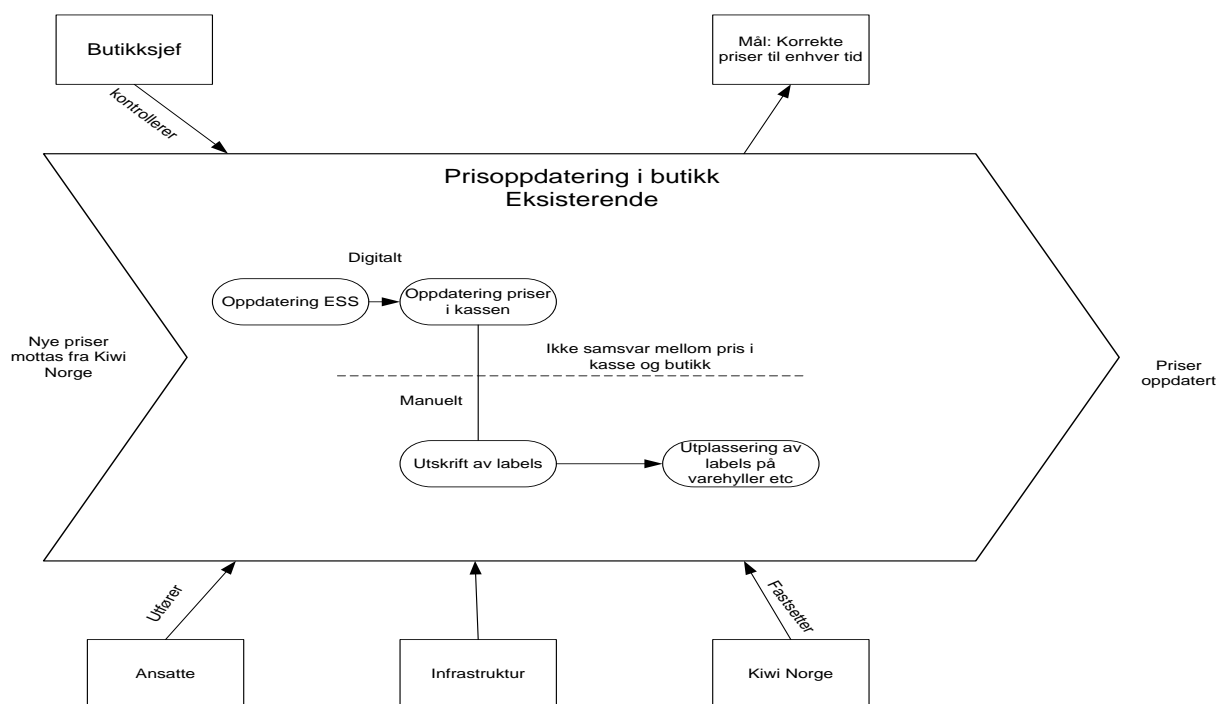 Butikksjef
Mål: Korrekte
priser til enhver tid
kontrollerer
Prisoppdatering i butikk
Eksisterende
Digitalt
Oppdatering ESS
Oppdatering priser
i kassen
Nye priser
mottas fra Kiwi
Norge
Ikke samsvar mellom pris i
kasse og butikk
Priser
oppdatert
Manuelt
Utskrift av labels
Utplassering av
labels på
varehyller etc
Utfører
Fastsetter
Ansatte
Infrastruktur
Kiwi Norge